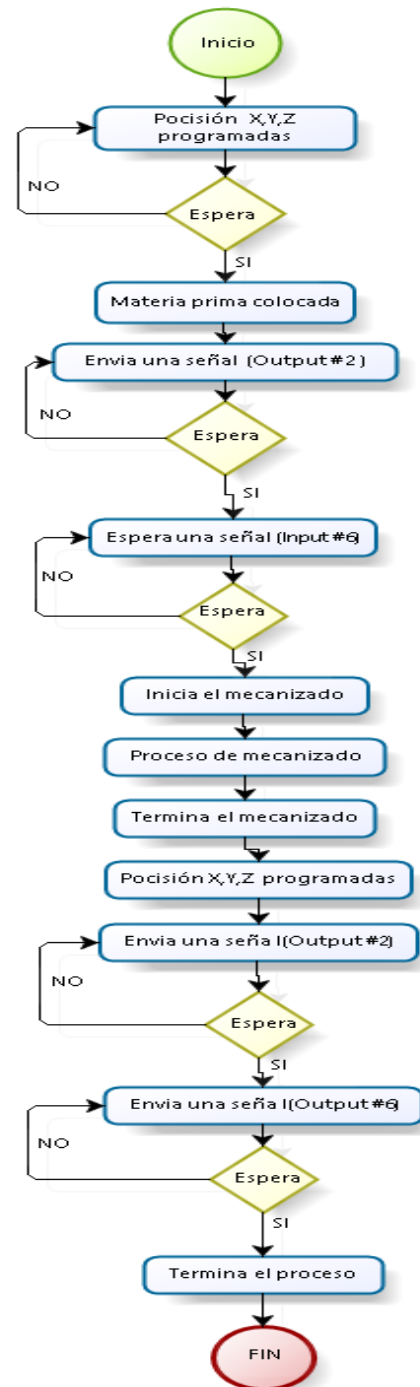 Inicio
Pocisión X,Y,Z
programadas
NO
Espera
SI
Materia prima colocada
Envia una señal (Output #2 )
NO
Espera
SI
Espera una señal (Input #6)
NO
Espera
SI
Inicia el mecanizado
Proceso de mecanizado
Termina el mecanizado
Pocisión X,Y,Z programadas
Envia una seña l(Output #2)
NO
Espera
SI
Envia una seña l(Output #6)
NO
Espera
SI
Termina el proceso
FIN